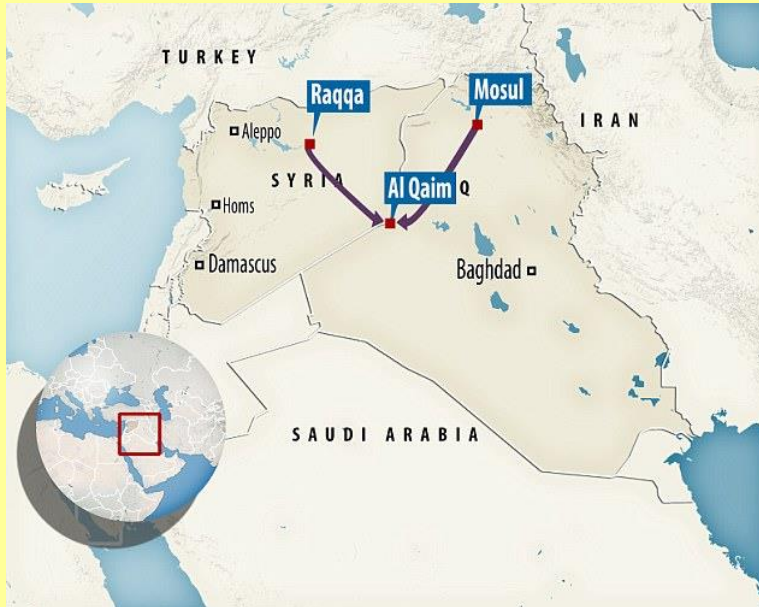 TURKEY
Raqqa
Mosul
Aleppo
IRAN
SYRIA
Al Qaim
Q
Homs
Damascus
Baghdad
SAUDI ARABIA